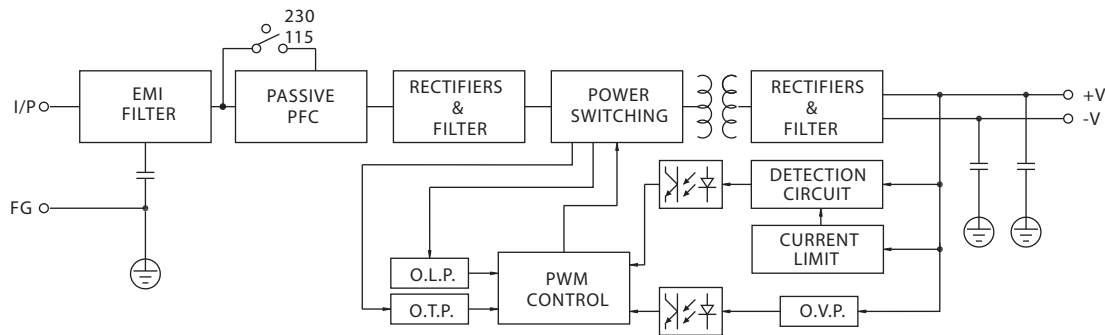 230
115
I/P
EMI
FILTER
PASSIVE
PFC
RECTIFIERS
&
FILTER
POWER
SWITCHING
RECTIFIERS
&
FILTER
+V
-V
FG
DETECTION
CIRCUIT
CURRENT
LIMIT
O.L.P.
O.T.P.
PWM
CONTROL
O.V.P.